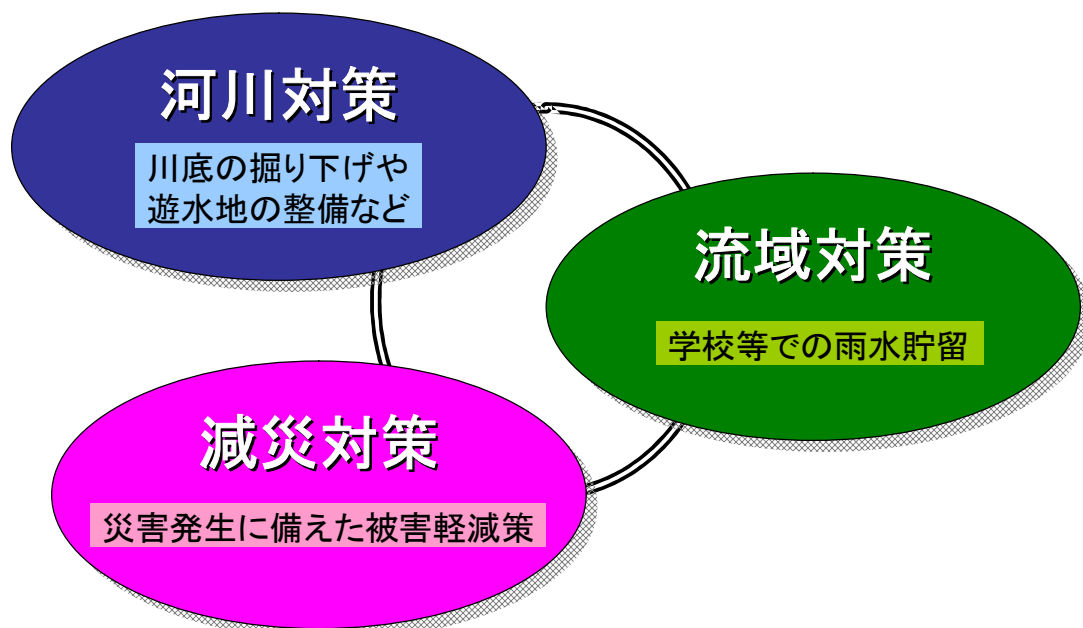 河川対策
川底の掘り下げや
遊水地の整備など
流域対策
学校等での雨水貯留
減災対策
災害発生に備えた被害軽減策